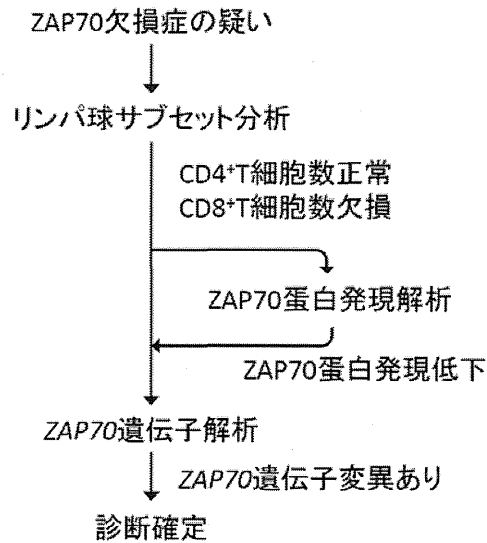 ZAP70欠損症の疑い
リンパ球サブセット分析
CD4⁺T細胞数正常
CD8⁺T細胞数欠損
ZAP70蛋白発現解析
ZAP70蛋白発現低下
ZAP70遺伝子解析
ZAP70遺伝子変異あり
診断確定